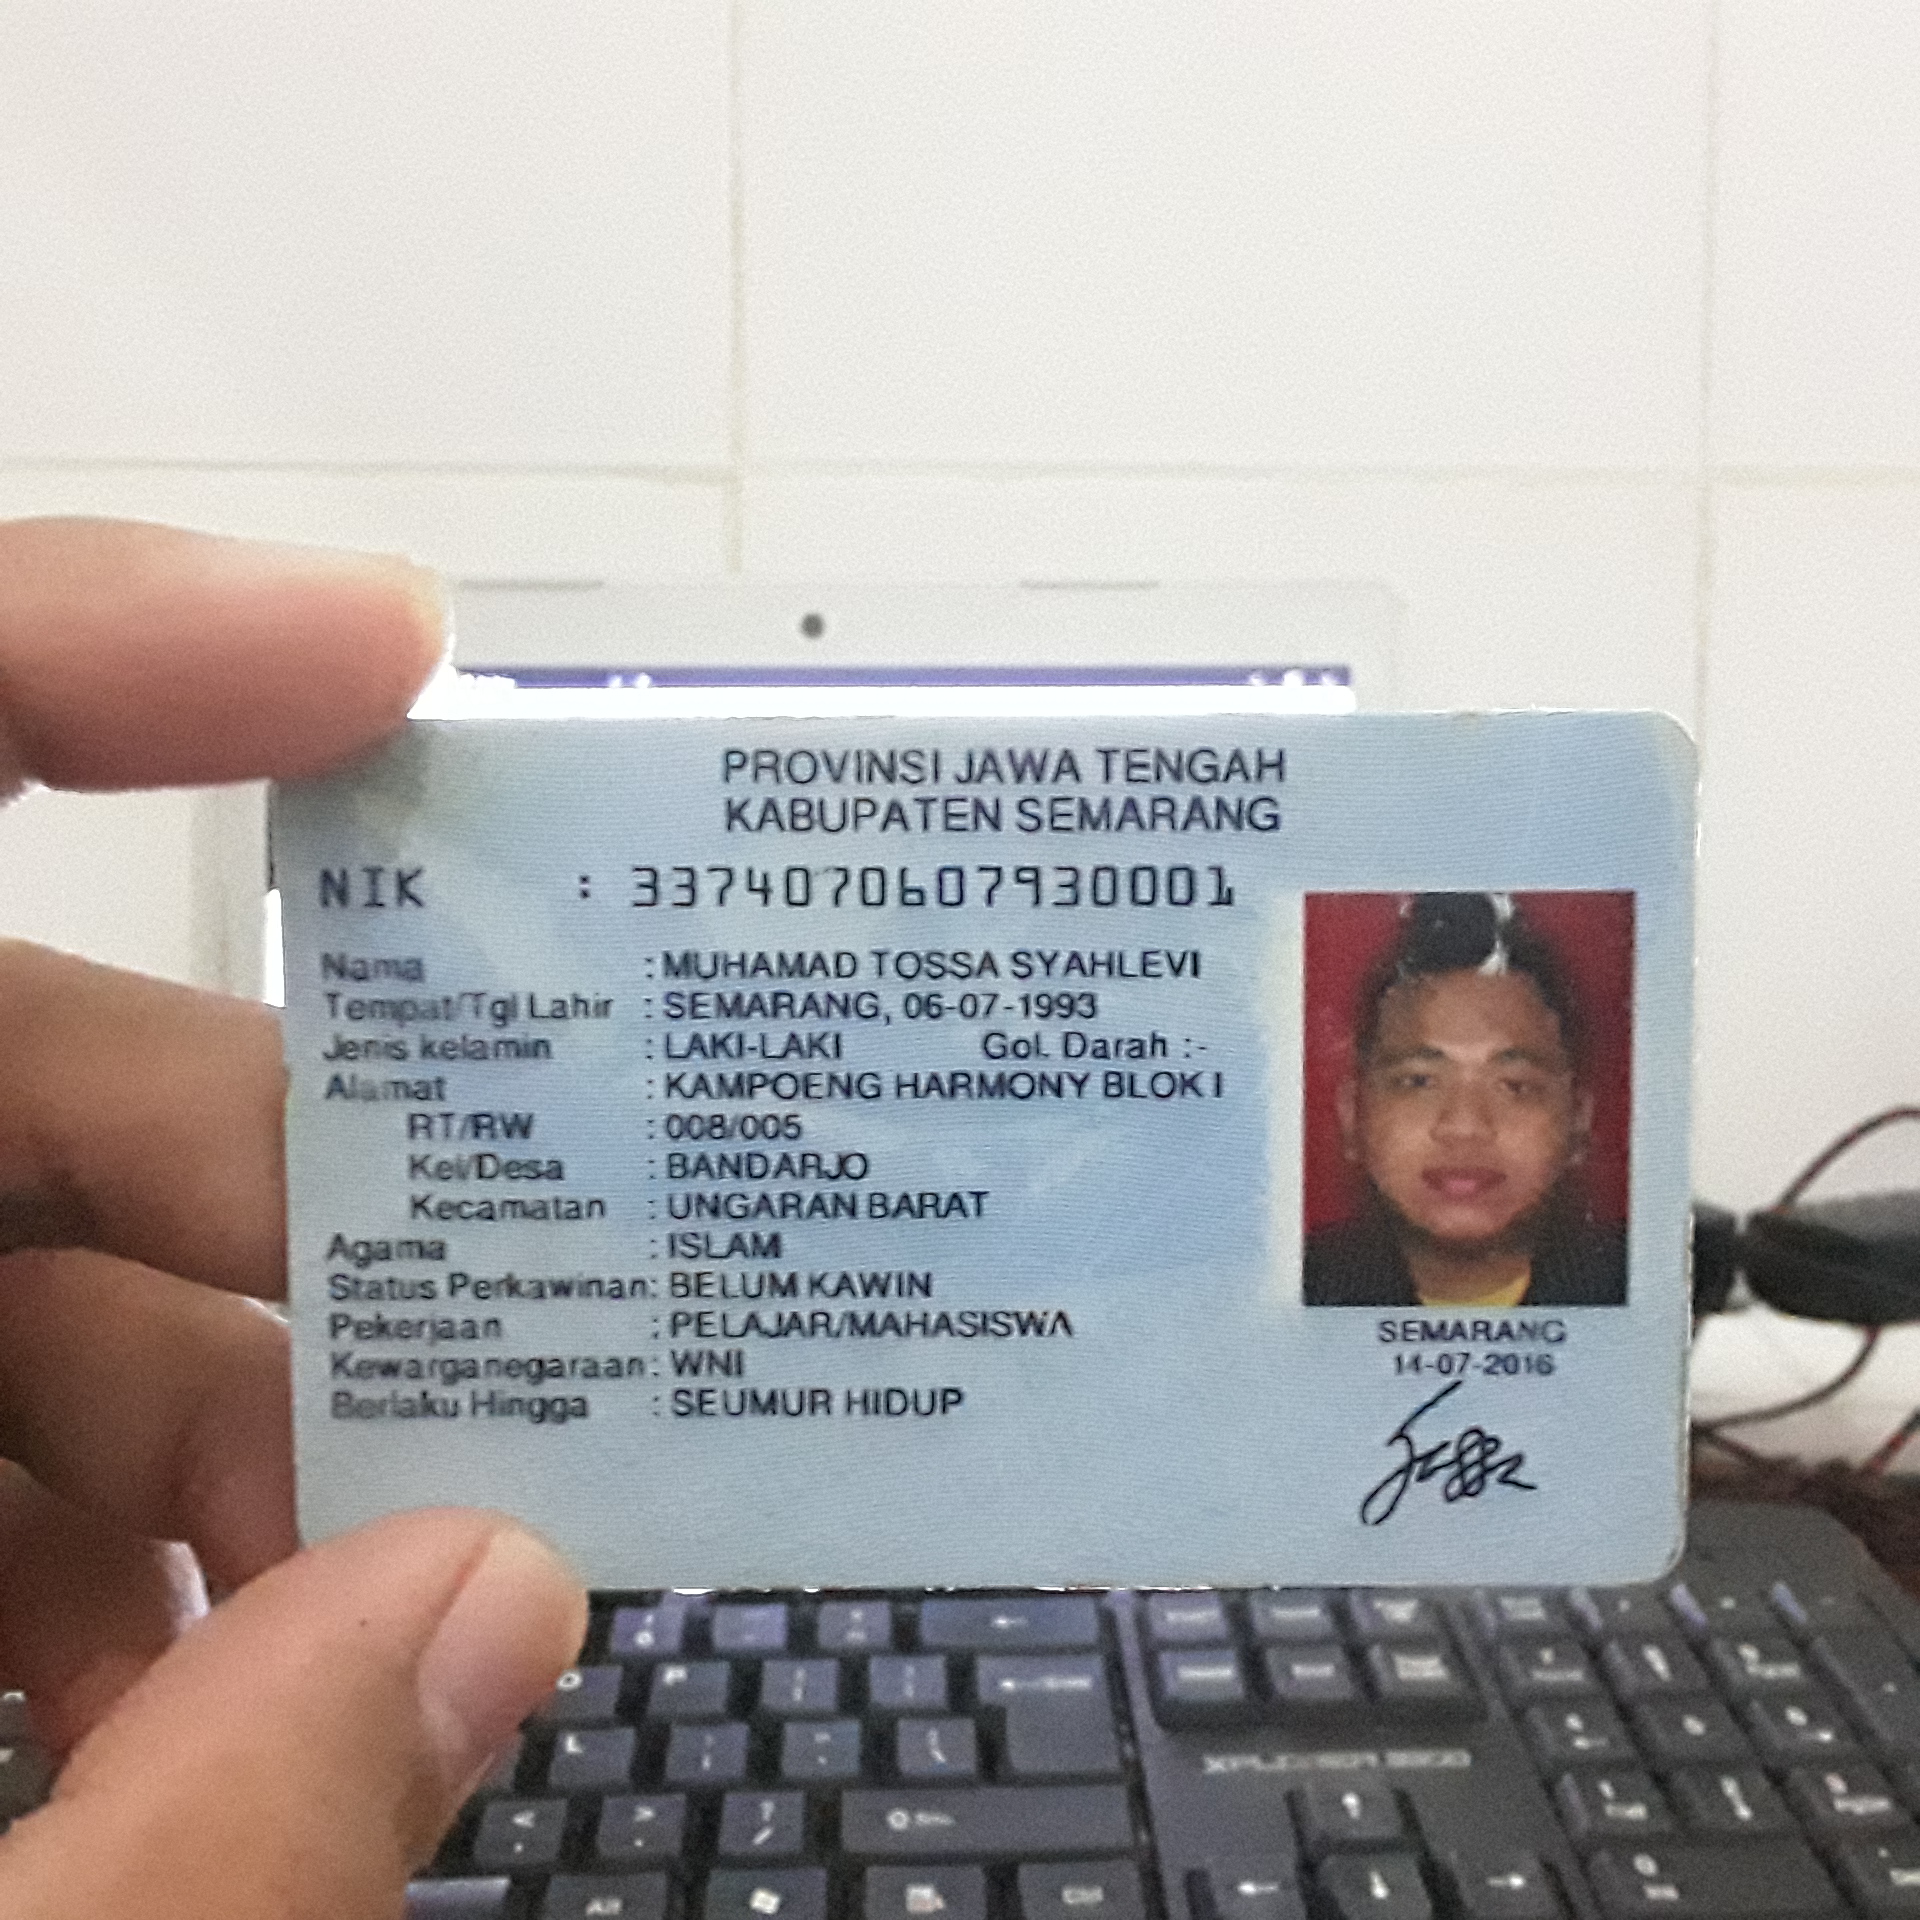 PROVINSI JAWA TENGAH
KABUPATEN SEMARANG
NIK : 3374070607930001
Nama : MUHAMAD TOSSA SYAHLEVI
Tempat/Tgl Lahir : SEMARANG, 06-07-1993
Jenis kelamin : LAKI-LAKI Gol. Darah : -
Alamat : KAMPOENG HARMONY BLOK I
RT/RW : 008/005
Kel/Desa : BANDARJO
Kecamatan : UNGARAN BARAT
Agama : ISLAM
Status Perkawinan : BELUM KAWIN
Pekerjaan : PELAJAR/MAHASISWA
Kewarganegaraan : WNI
Berlaku Hingga : SEUMUR HIDUP
SEMARANG
14-07-2016